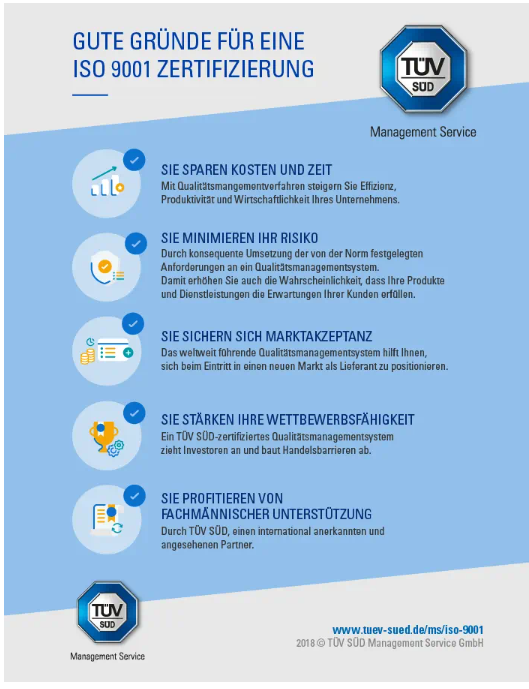 GUTE GRÜNDE FÜR EINE
ISO 9001 ZERTIFIZIERUNG
TÜV
SÜD
Management Service
SIE SPAREN KOSTEN UND ZEIT
Mit Qualitätsmangementverfahren steigern Sie Effizienz,
Produktivität und Wirtschaftlichkeit Ihres Unternehmens.
SIE MINIMIEREN IHR RISIKO
Durch konsequente Umsetzung der von der Norm festgelegten
Anforderungen an ein Qualitätsmanagementsystem.
Damit erhöhen Sie auch die Wahrscheinlichkeit, dass Ihre Produkte
und Dienstleistungen die Erwartungen Ihrer Kunden erfüllen.
SIE SICHERN SICH MARKTAKZEPTANZ
Das weltweit führende Qualitätsmanagementsystem hilft Ihnen,
sich beim Eintritt in einen neuen Markt als Lieferant zu positionieren.
SIE STÄRKEN IHRE WETTBEWERBSFÄHIGKEIT
Ein TÜV SÜD-zertifiziertes Qualitätsmanagementsystem
zieht Investoren an und baut Handelsbarrieren ab.
SIE PROFITIEREN VON
FACHMÄNNISCHER UNTERSTÜTZUNG
Durch TÜV SÜD, einen international anerkannten und
angesehenen Partner.
TÜV
SÜD
Management Service
www.tuev-sued.de/ms/iso-9001
2018 © TÜV SÜD Management Service GmbH